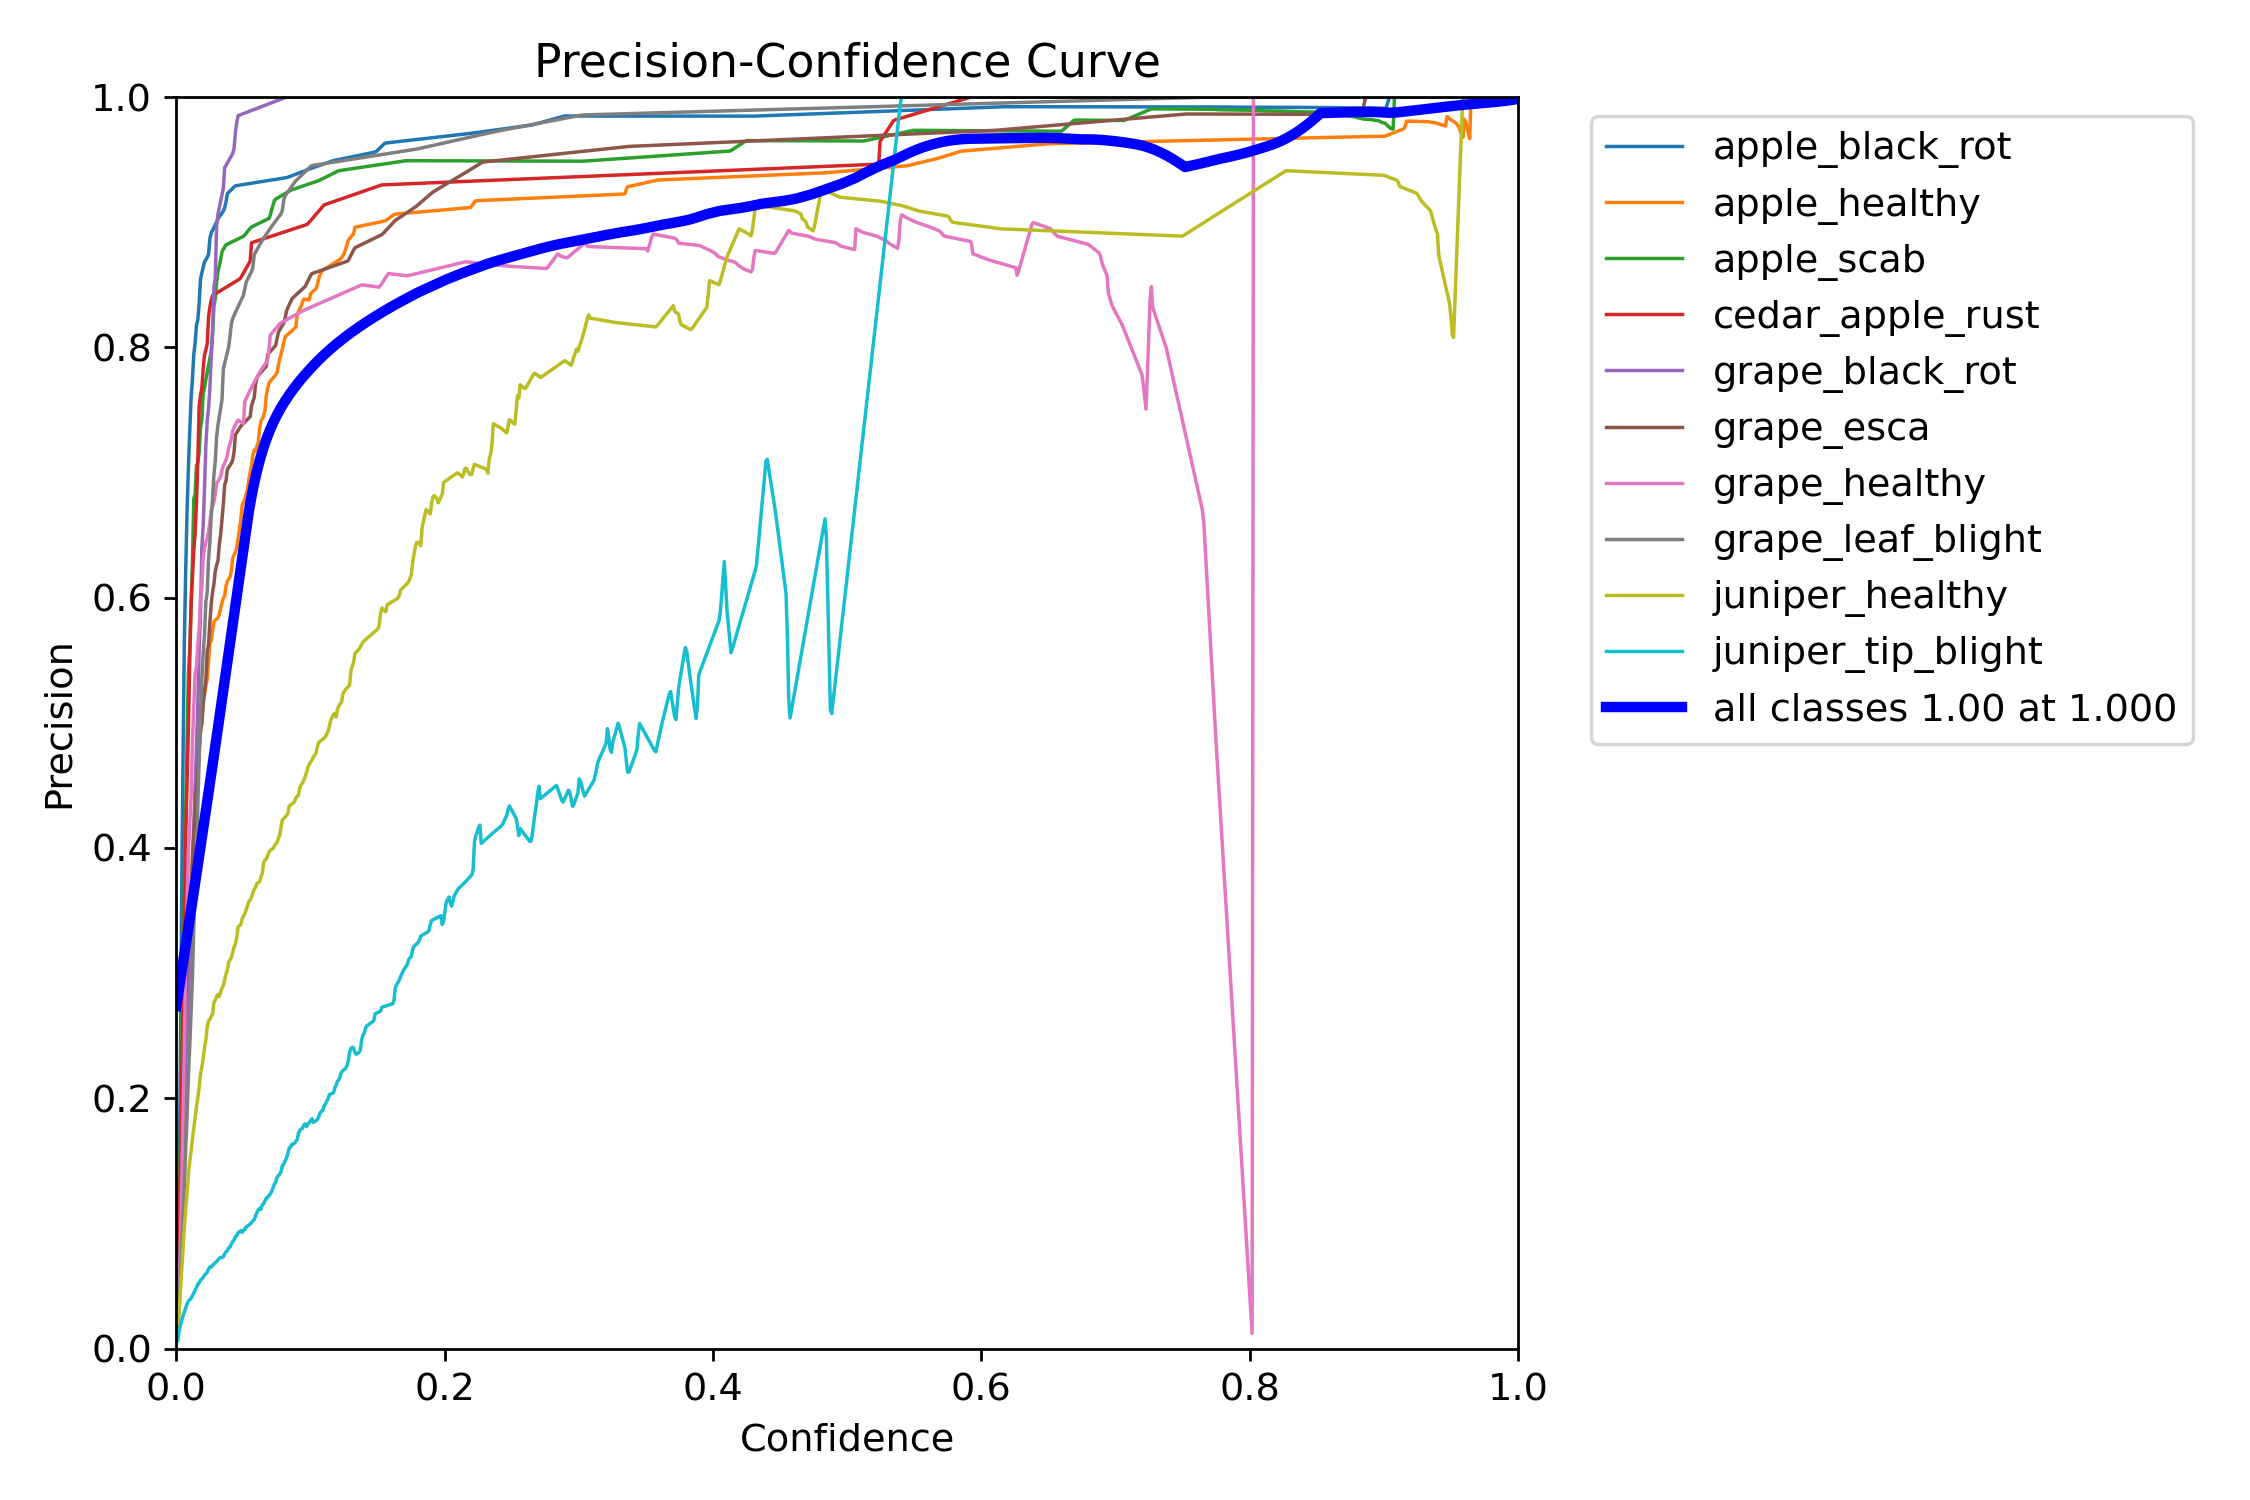 Precision-Confidence Curve
1.0
0.8
0.6
0.4
0.2
0.0
Precision
0.0 0.2 0.4 0.6 0.8 1.0
Confidence
apple_black_rot
apple_healthy
apple_scab
cedar_apple_rust
grape_black_rot
grape_esca
grape_healthy
grape_leaf_blight
juniper_healthy
juniper_tip_blight
all classes 1.00 at 1.000